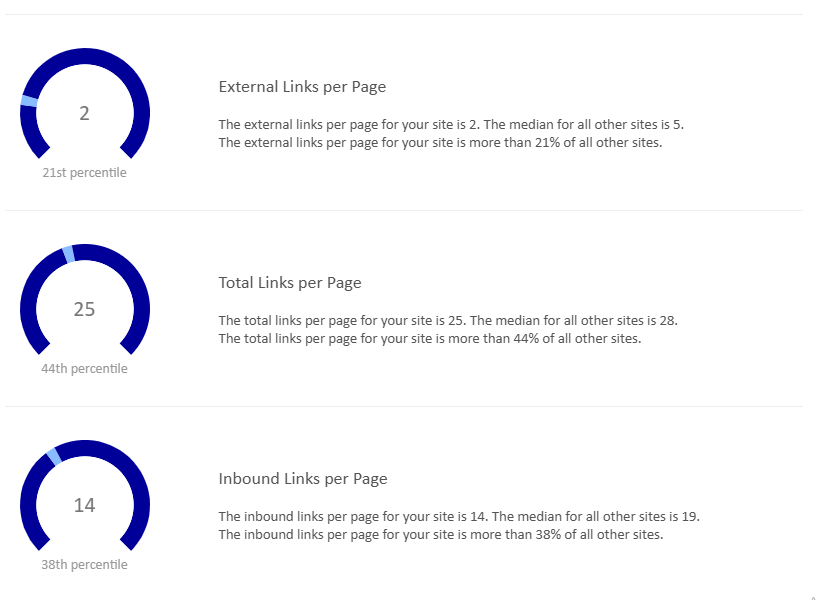 2
21st percentile
External Links per Page
The external links per page for your site is 2. The median for all other sites is 5.
The external links per page for your site is more than 21% of all other sites.
25
44th percentile
Total Links per Page
The total links per page for your site is 25. The median for all other sites is 28.
The total links per page for your site is more than 44% of all other sites.
14
38th percentile
Inbound Links per Page
The inbound links per page for your site is 14. The median for all other sites is 19.
The inbound links per page for your site is more than 38% of all other sites.